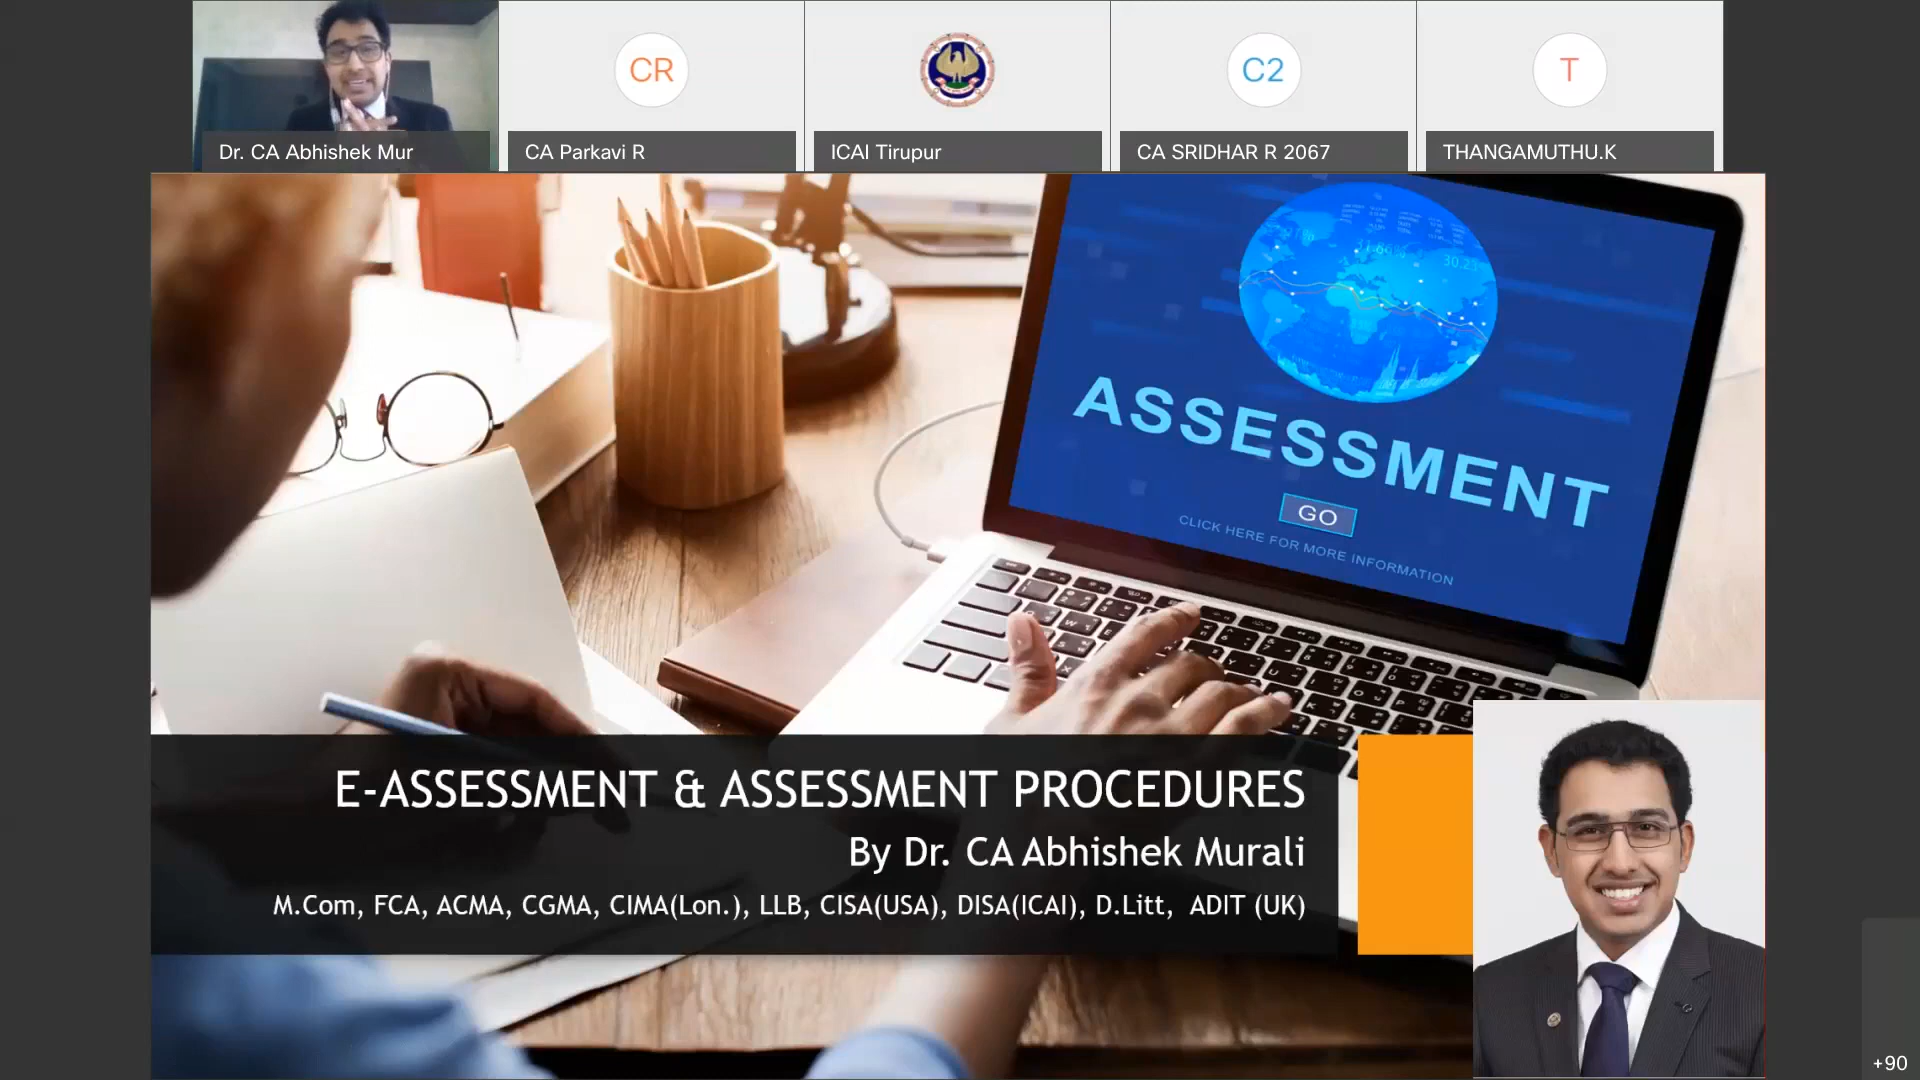 CR
C2
T
Dr. CA Abhishek Mur
CA Parkavi R
ICAI Tirupur
CA SRIDHAR R 2067
THANGAMUTHU.K
31.66%
ASSESSMENT
GO
CLICK HERE FOR MORE INFORMATION
E-ASSESSMENT & ASSESSMENT PROCEDURES
By Dr. CA Abhishek Murali
M.Com, FCA, ACMA, CGMA, CIMA(Lon.), LLB, CISA(USA), DISA(ICAI), D.Litt, ADIT (UK)
+90